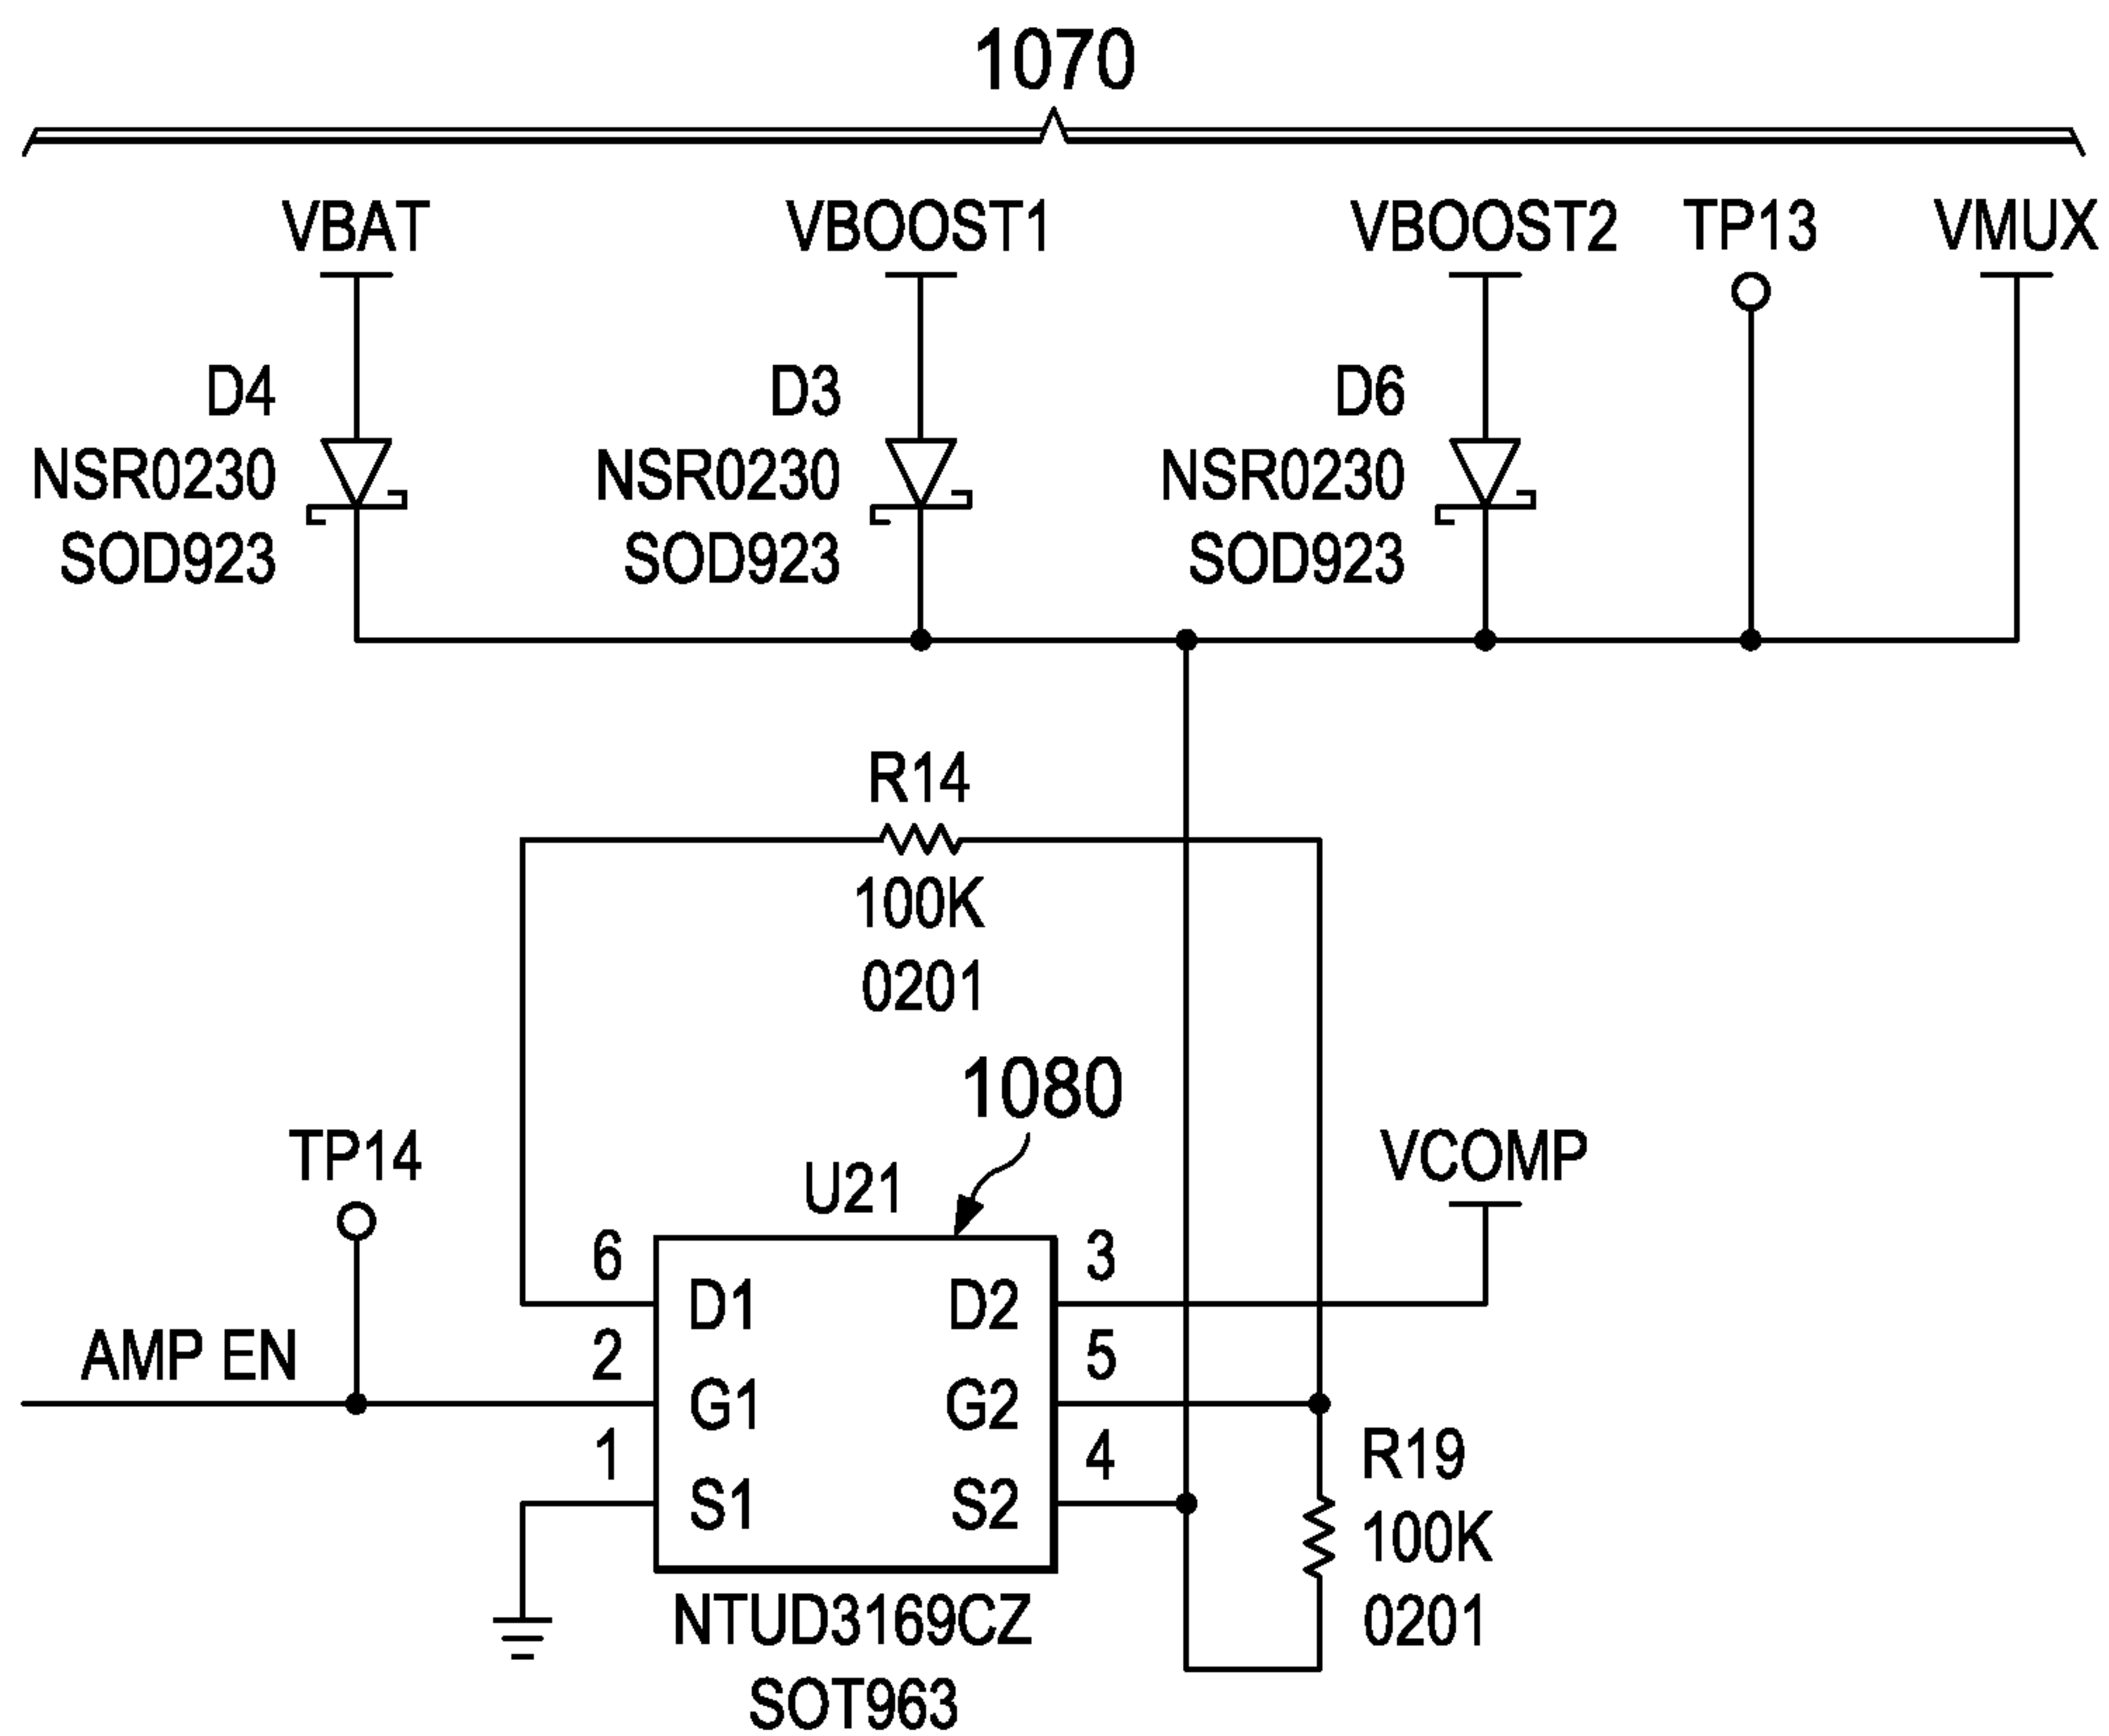 1070
VBAT
VBOOST1
VBOOST2
TP13
VMUX
D4
NSR0230
SOD923
D3
NSR0230
SOD923
D6
NSR0230
SOD923
R14
100K
0201
1080
TP14
U21
VCOMP
6
D1
D2
3
AMP EN
2
G1
G2
5
1
S1
S2
4
R19
100K
0201
NTUD3169CZ
SOT963